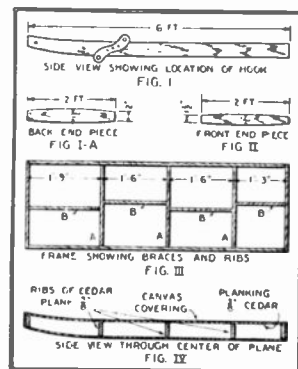 6 FT
SIDE VIEW SHOWING LOCATION OF HOOK
FIG. I
2 FT
2 FT
BACK END PIECE
FRONT END PIECE
FIG I-A
FIG II
1' 9"
1' 6"
1' 6"
1' 3"
B
B
B
B
A
A
A
FRAME SHOWING BRACES AND RIBS
FIG. III
RIBS OF CEDAR
PLANK
CANVAS
COVERING
PLANKING
CEDAR
SIDE VIEW THROUGH CENTER OF PLANE
FIG. IV